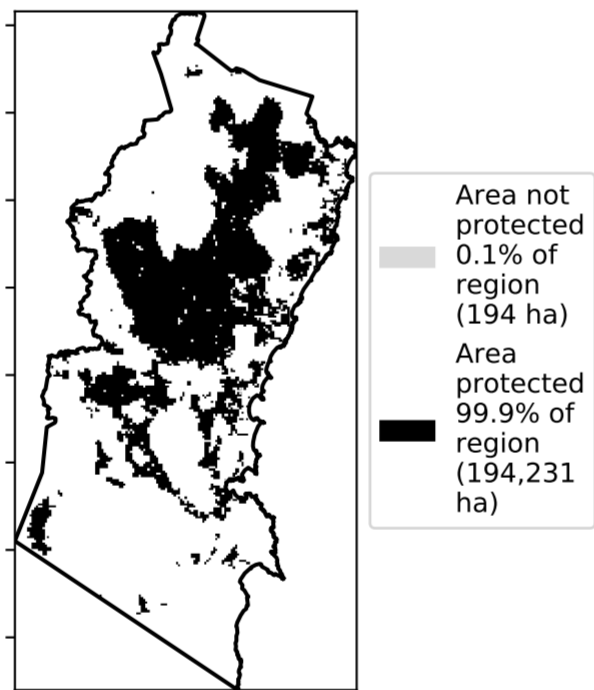 Area not
protected
0.1% of
region
(194 ha)
Area
protected
99.9% of
region
(194,231
ha)